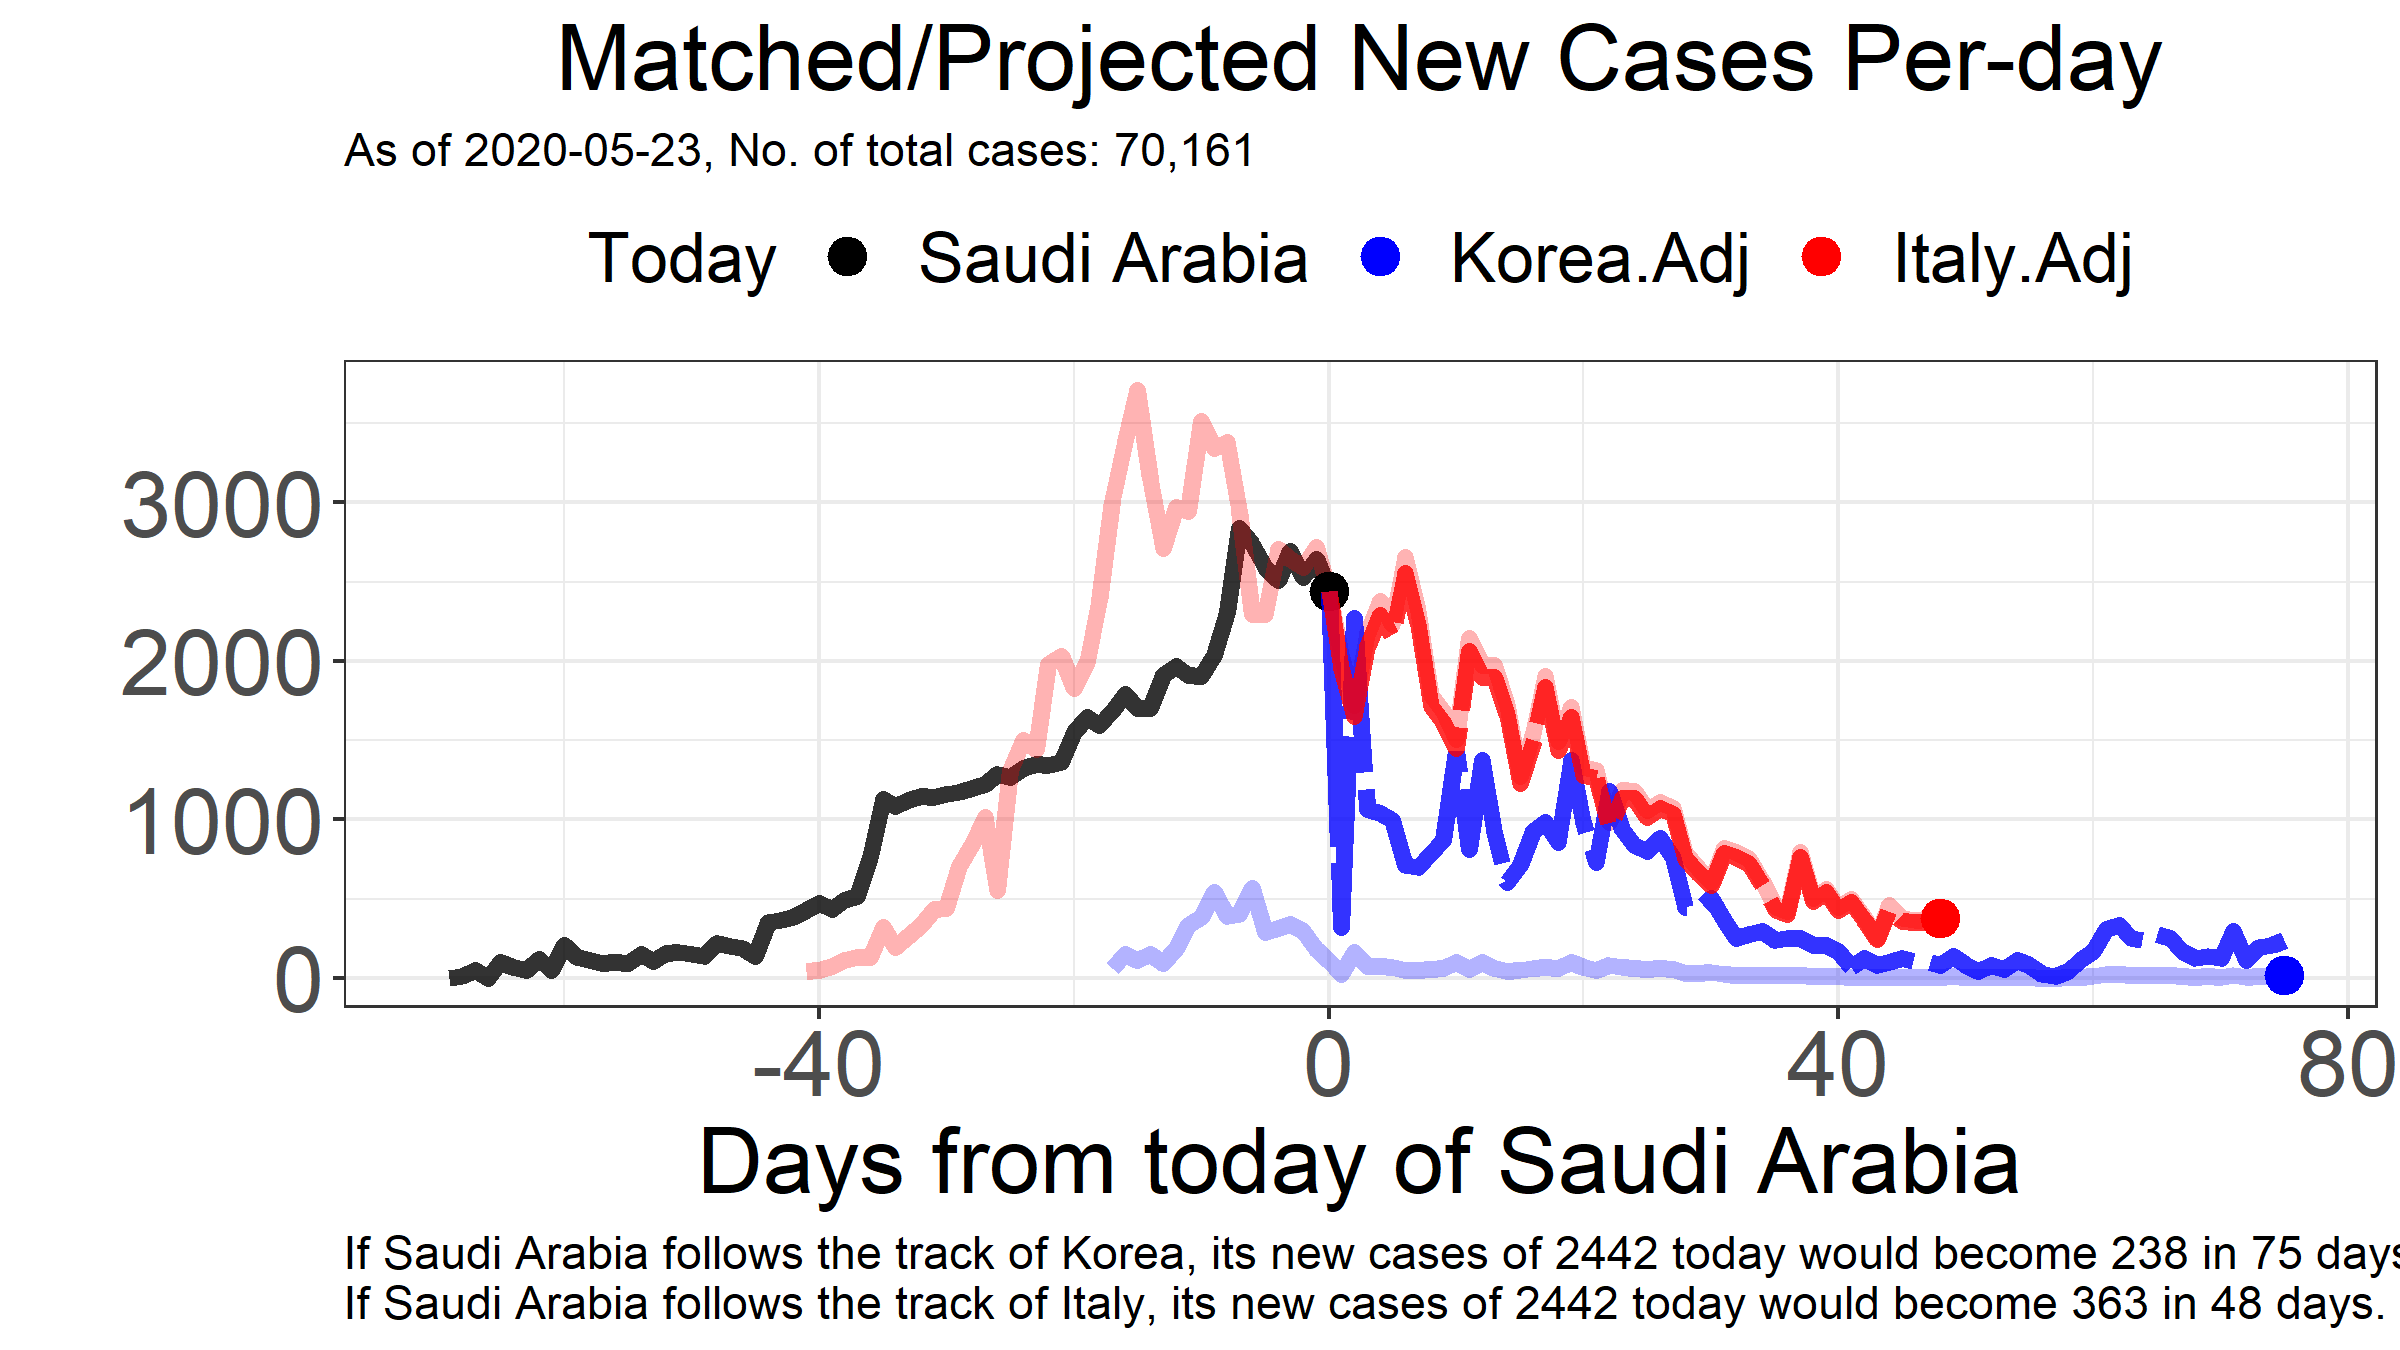 Matched/Projected New Cases Per-day
As of 2020-05-23, No. of total cases: 70,161
Today Saudi Arabia Korea.Adj Italy.Adj
3000
2000
1000
0
-40 0 40 80
Days from today of Saudi Arabia
If Saudi Arabia follows the track of Korea, its new cases of 2442 today would become 238 in 75 days
If Saudi Arabia follows the track of Italy, its new cases of 2442 today would become 363 in 48 days.